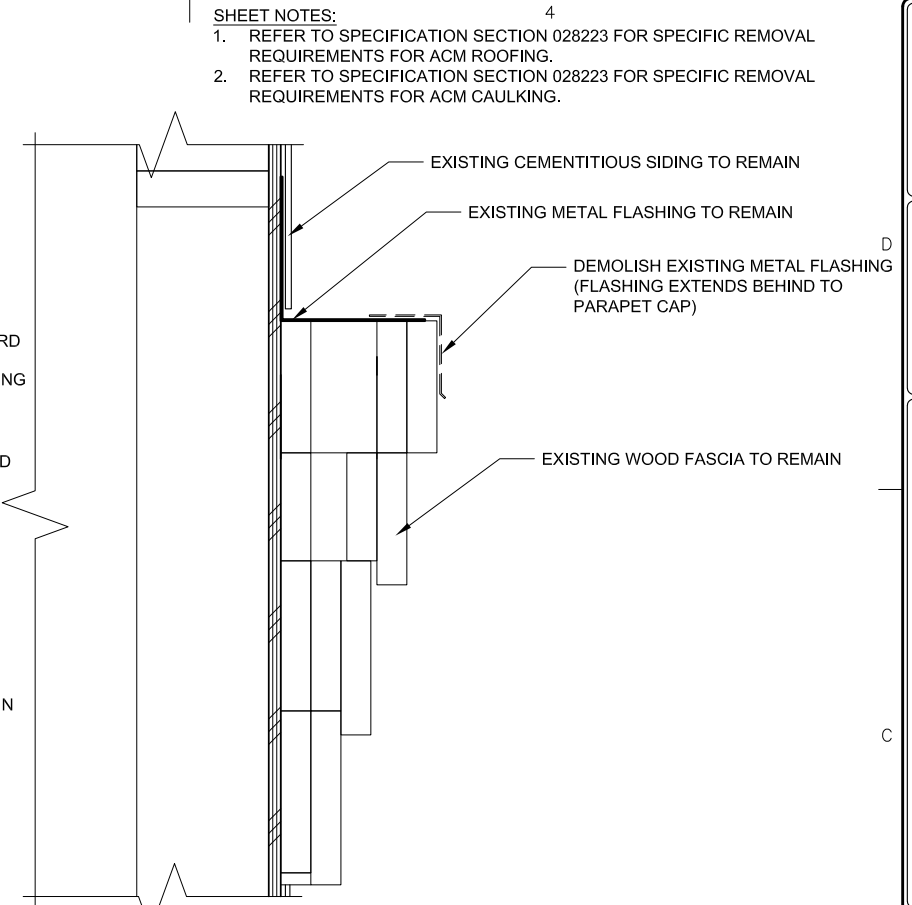 SHEET NOTES:
4
1. REFER TO SPECIFICATION SECTION 028223 FOR SPECIFIC REMOVAL
REQUIREMENTS FOR ACM ROOFING.
2. REFER TO SPECIFICATION SECTION 028223 FOR SPECIFIC REMOVAL
REQUIREMENTS FOR ACM CAULKING.
EXISTING CEMENTITIOUS SIDING TO REMAIN
EXISTING METAL FLASHING TO REMAIN
D
DEMOLISH EXISTING METAL FLASHING
(FLASHING EXTENDS BEHIND TO
PARAPET CAP)
RD
NG
D
EXISTING WOOD FASCIA TO REMAIN
N
C